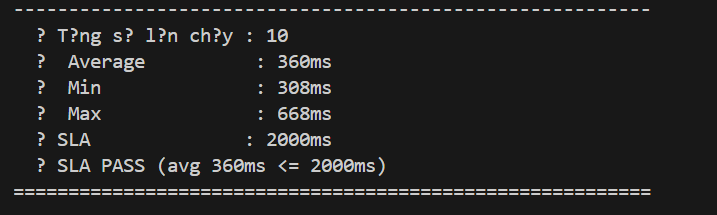 ----------------------------------------------------------
? T?ng s? l?n ch?y : 10
?  Average          : 360ms
?  Min              : 308ms
?  Max              : 668ms
? SLA              : 2000ms
? SLA PASS (avg 360ms <= 2000ms)
==========================================================